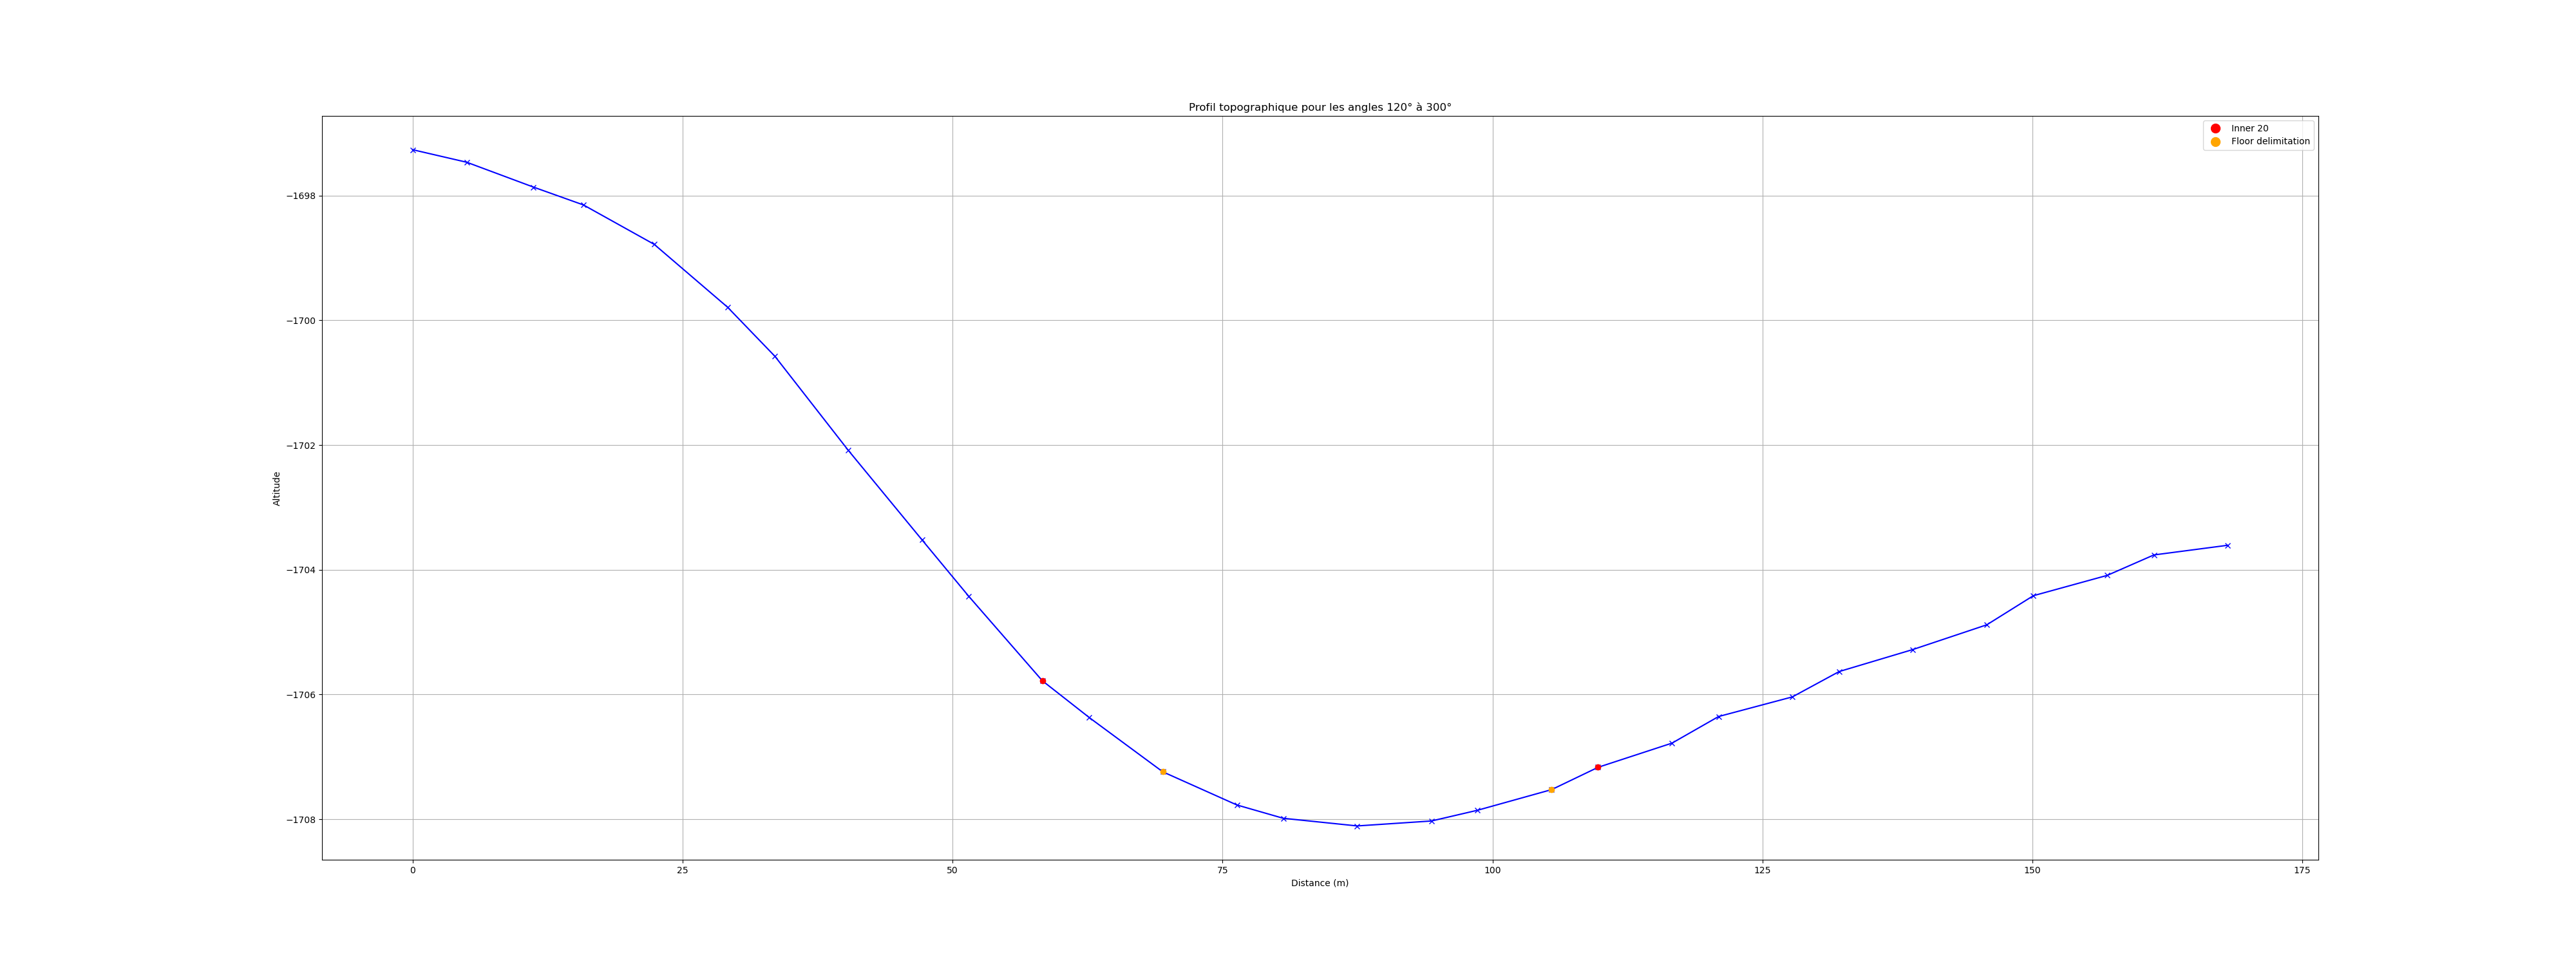 Profil topographique pour les angles 120° à 300°
Inner 20
Floor delimitation
−1698
−1700
−1702
−1704
−1706
−1708
Altitude
0 25 50 75 100 125 150 175
Distance (m)